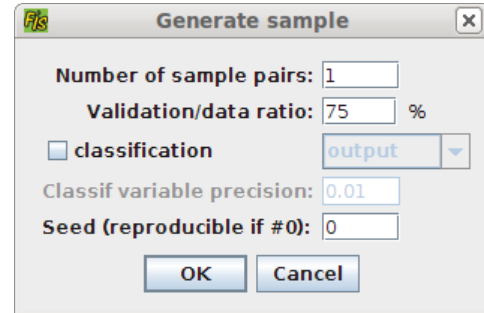 Fis Generate sample
Number of sample pairs: 1
Validation/data ratio: 75 %
classification output
Classif variable precision: 0.01
Seed (reproducible if #0): 0
OK Cancel